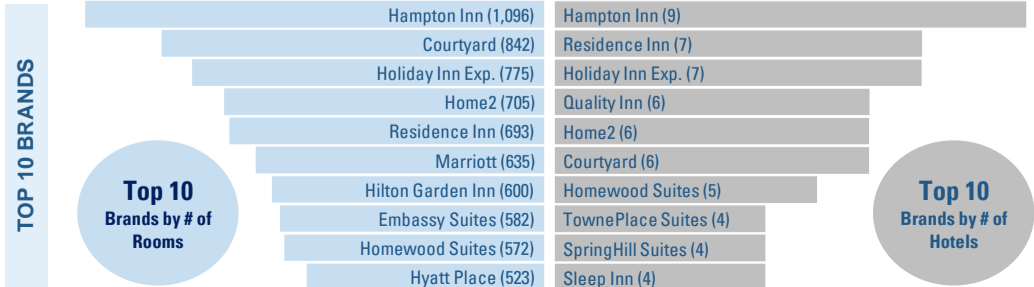 TOP 10 BRANDS
Hampton Inn (1,096)
Courtyard (842)
Holiday Inn Exp. (775)
Home2 (705)
Residence Inn (693)
Marriott (635)
Hilton Garden Inn (600)
Embassy Suites (582)
Homewood Suites (572)
Hyatt Place (523)
Top 10
Brands by # of
Rooms
Hampton Inn (9)
Residence Inn (7)
Holiday Inn Exp. (7)
Quality Inn (6)
Home2 (6)
Courtyard (6)
Homewood Suites (5)
TownePlace Suites (4)
SpringHill Suites (4)
Sleep Inn (4)
Top 10
Brands by # of
Hotels